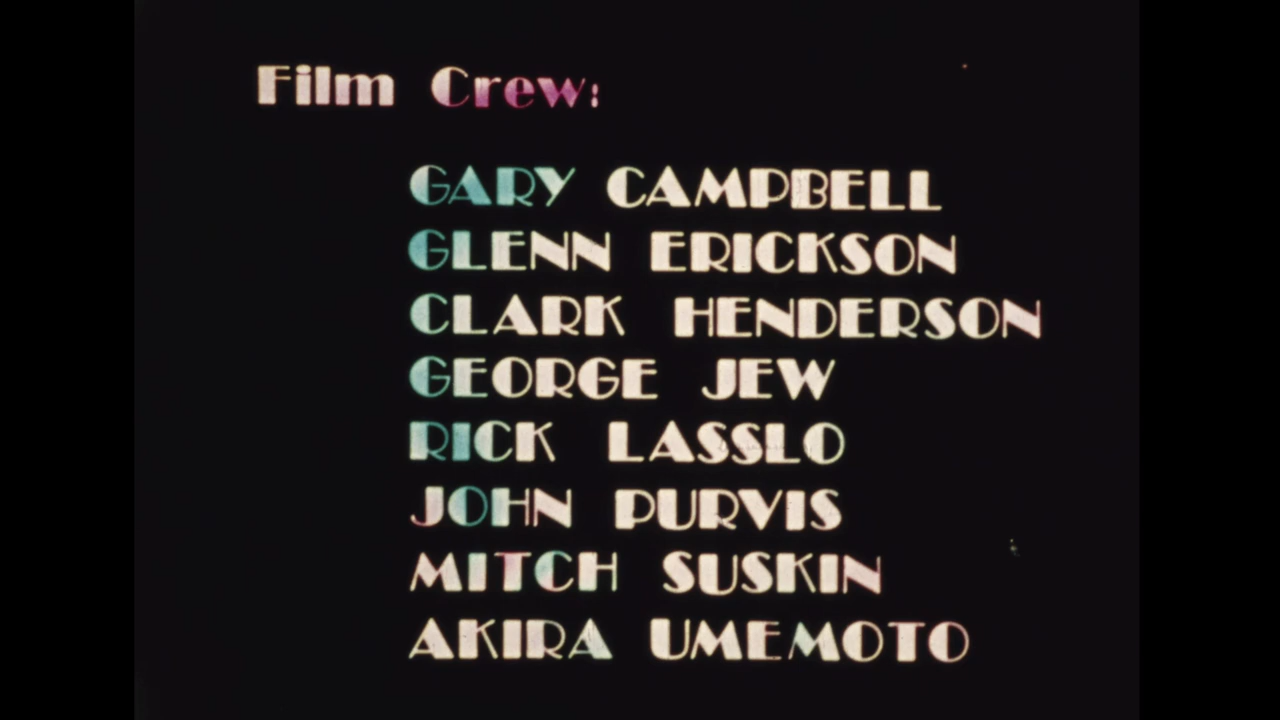 Film Crew:
GARY CAMPBELL
GLENN ERICKSON
CLARK HENDERSON
GEORGE JEW
RICK LASSLO
JOHN PURVIS
MITCH SUSKIN
AKIRA UMEMOTO